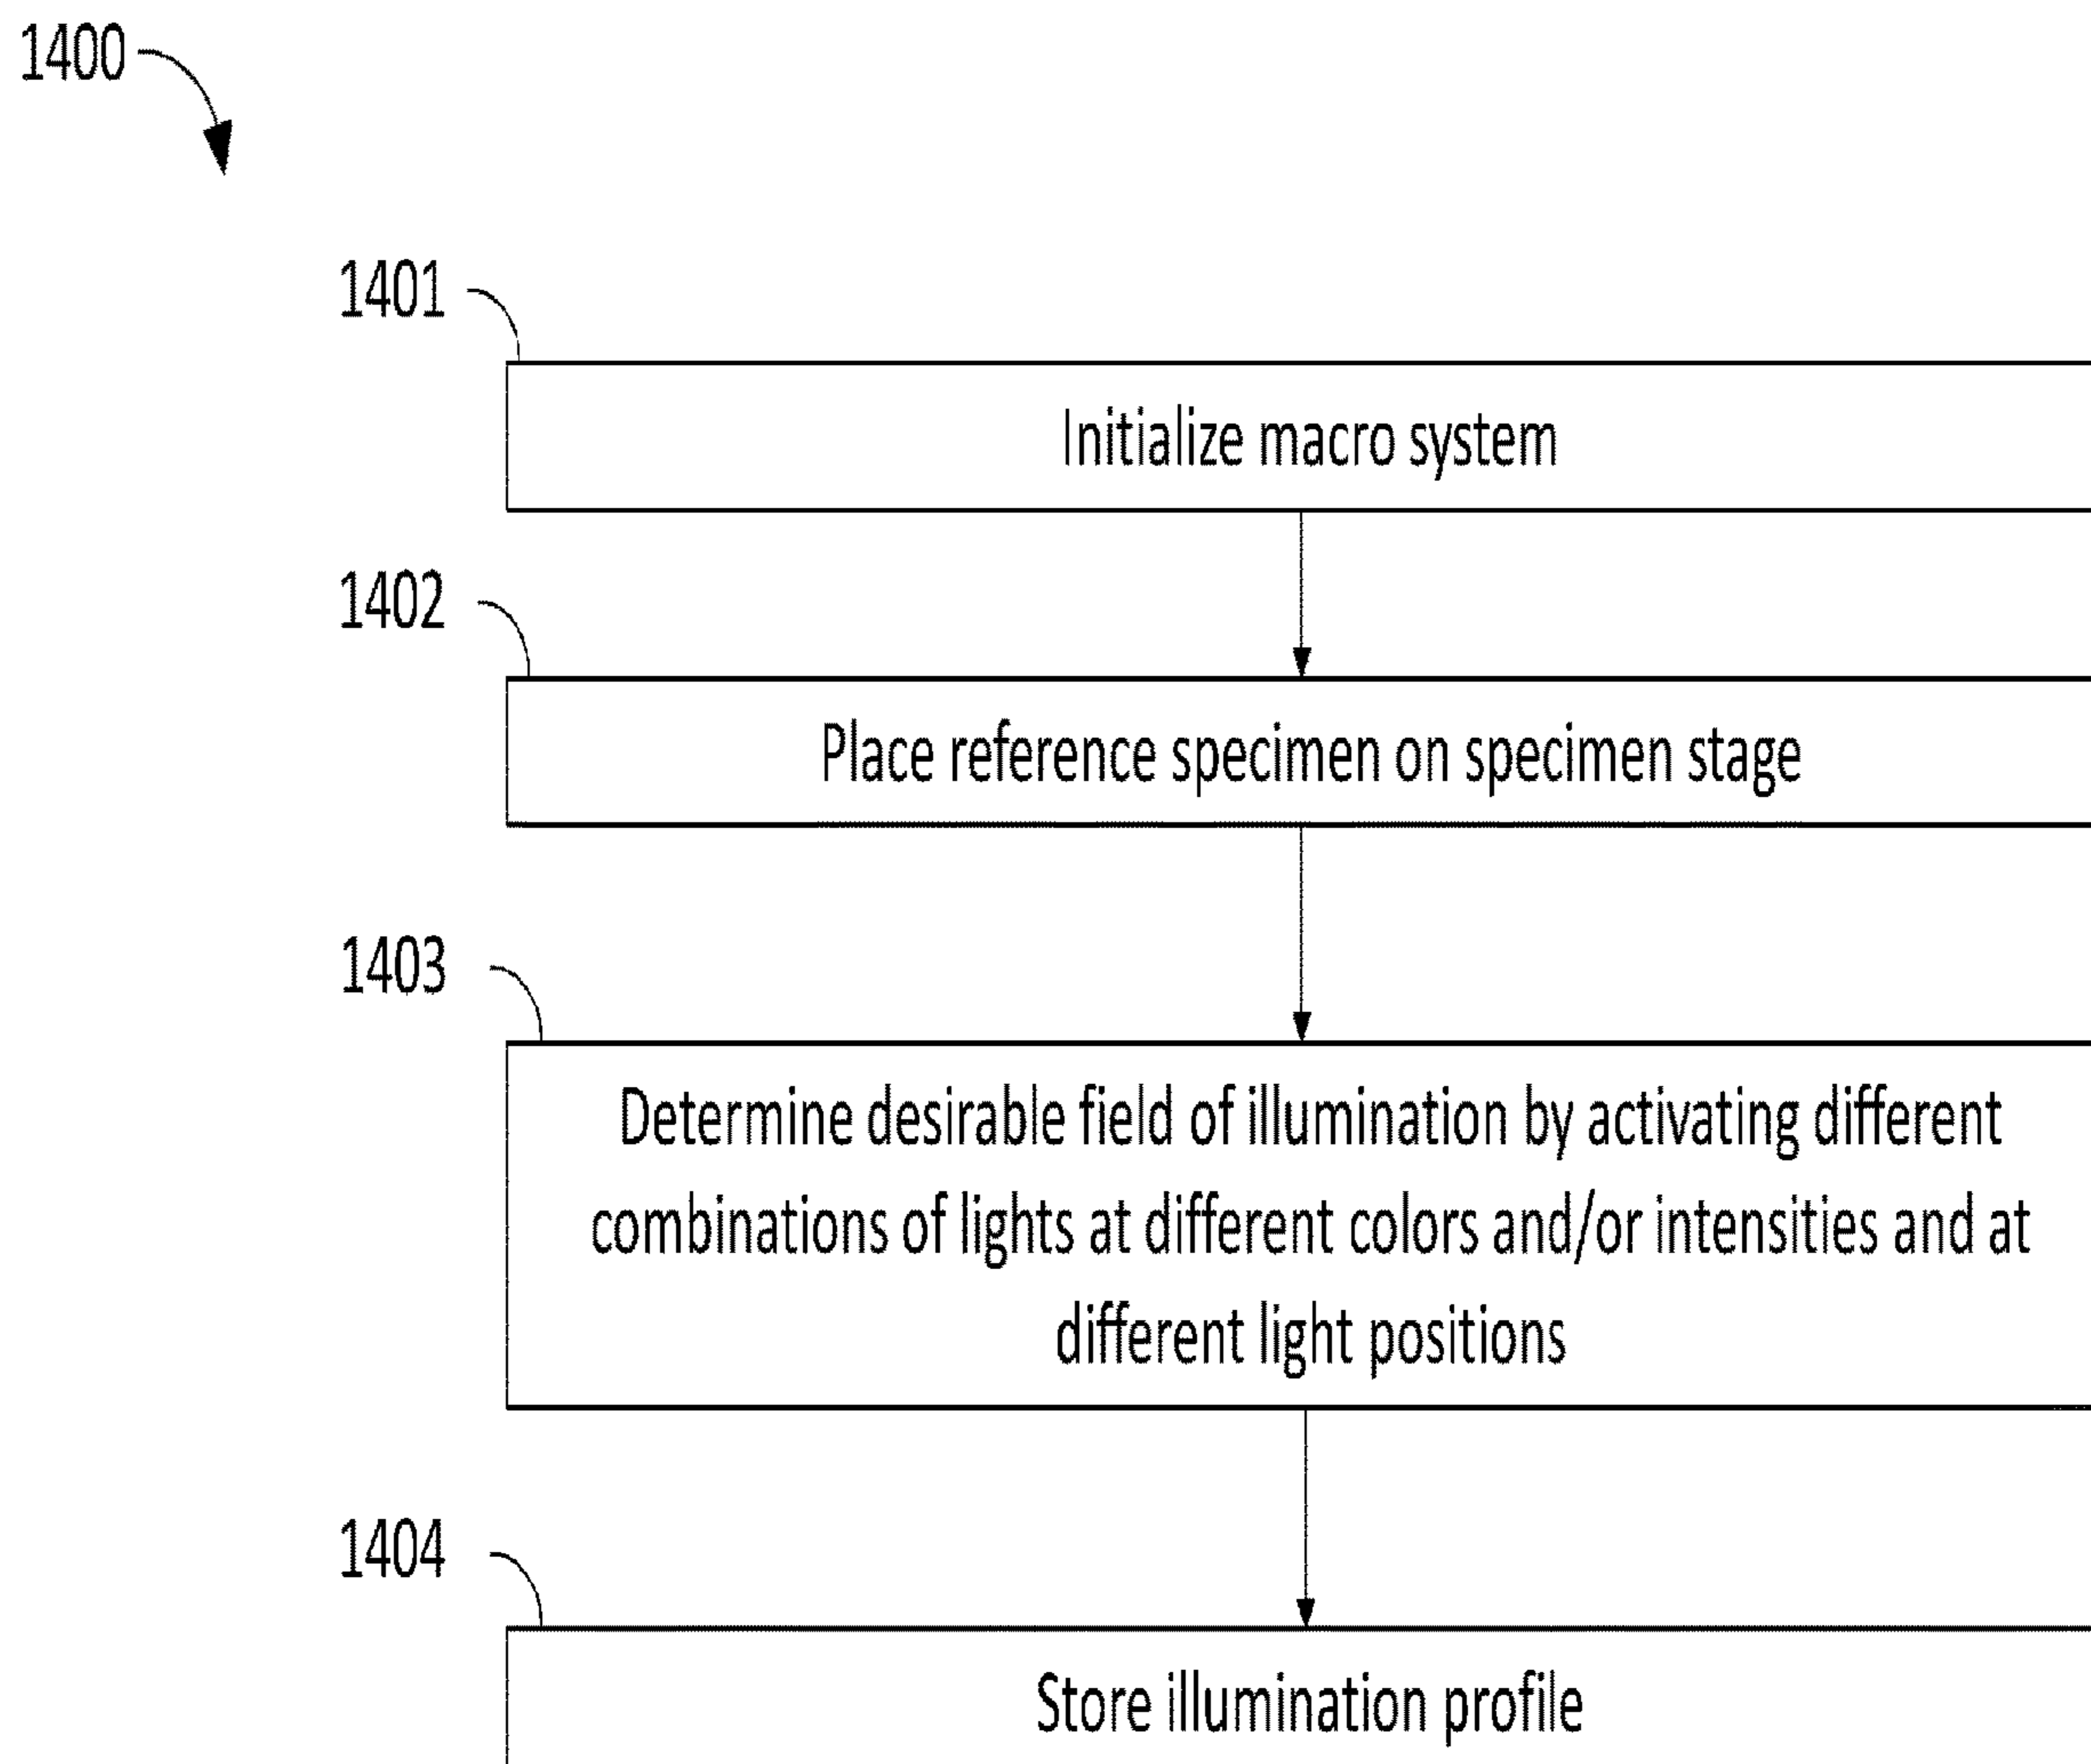 1400
1401
Initialize macro system
1402
Place reference specimen on specimen stage
1403
Determine desirable field of illumination by activating different
combinations of lights at different colors and/or intensities and at
different light positions
1404
Store illumination profile